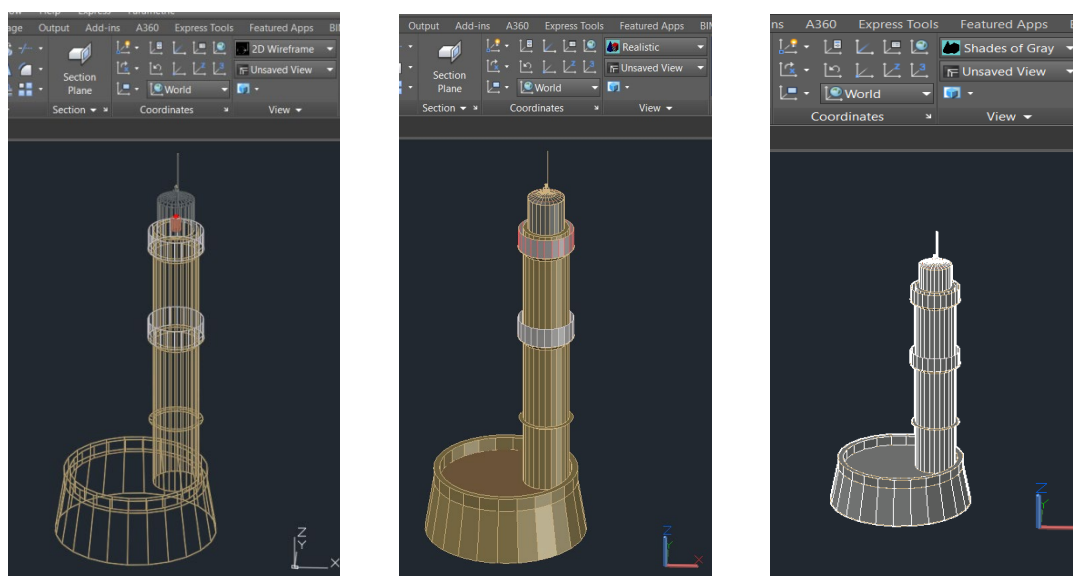 Output Add-ins A360 Express Tools Featured Apps
2D Wireframe
Section
Plane
Unsaved View
World
Section Coordinates View
Z
Y
X
Output Add-ins A360 Express Tools Featured Apps
Realistic
Section
Plane
Unsaved View
World
Section Coordinates View
Z
X
A360 Express Tools Featured Apps
Shades of Gray
Unsaved View
World
Coordinates View
Z
Y